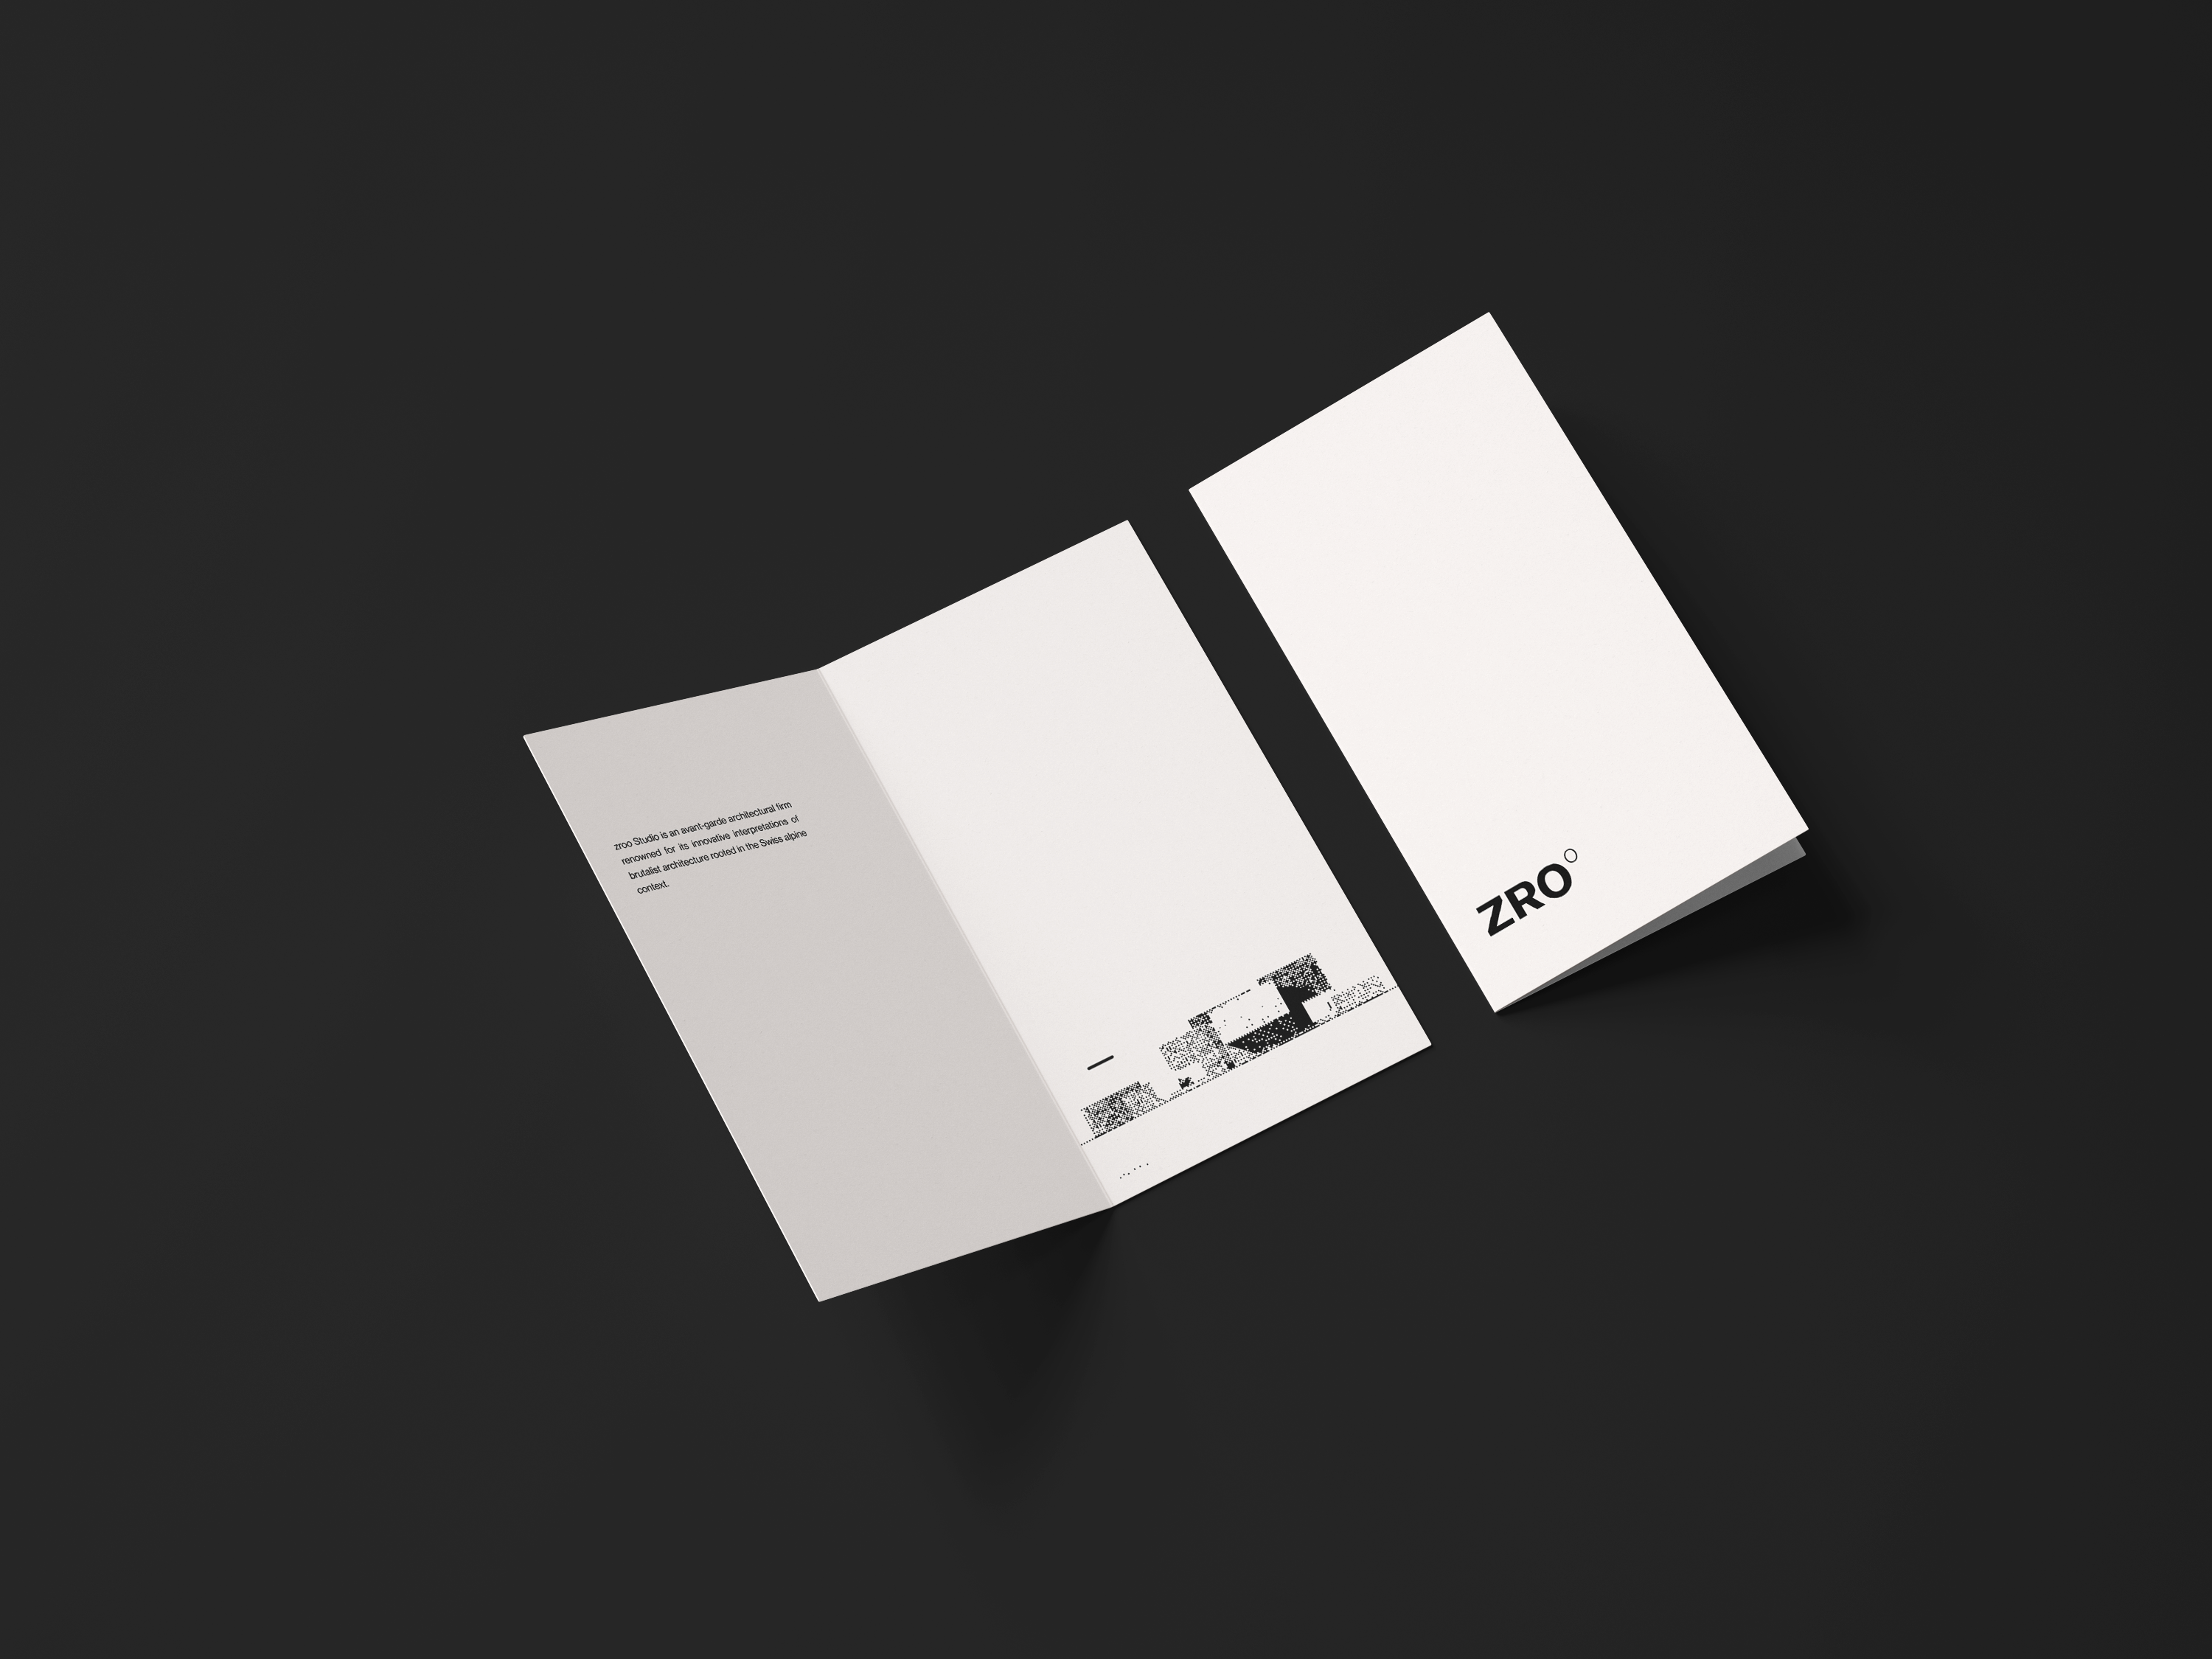 zroo Studio is an avant-garde architectural firm
renowned for its innovative interpretations of
brutalist architecture rooted in the Swiss alpine
context.
ZRO°